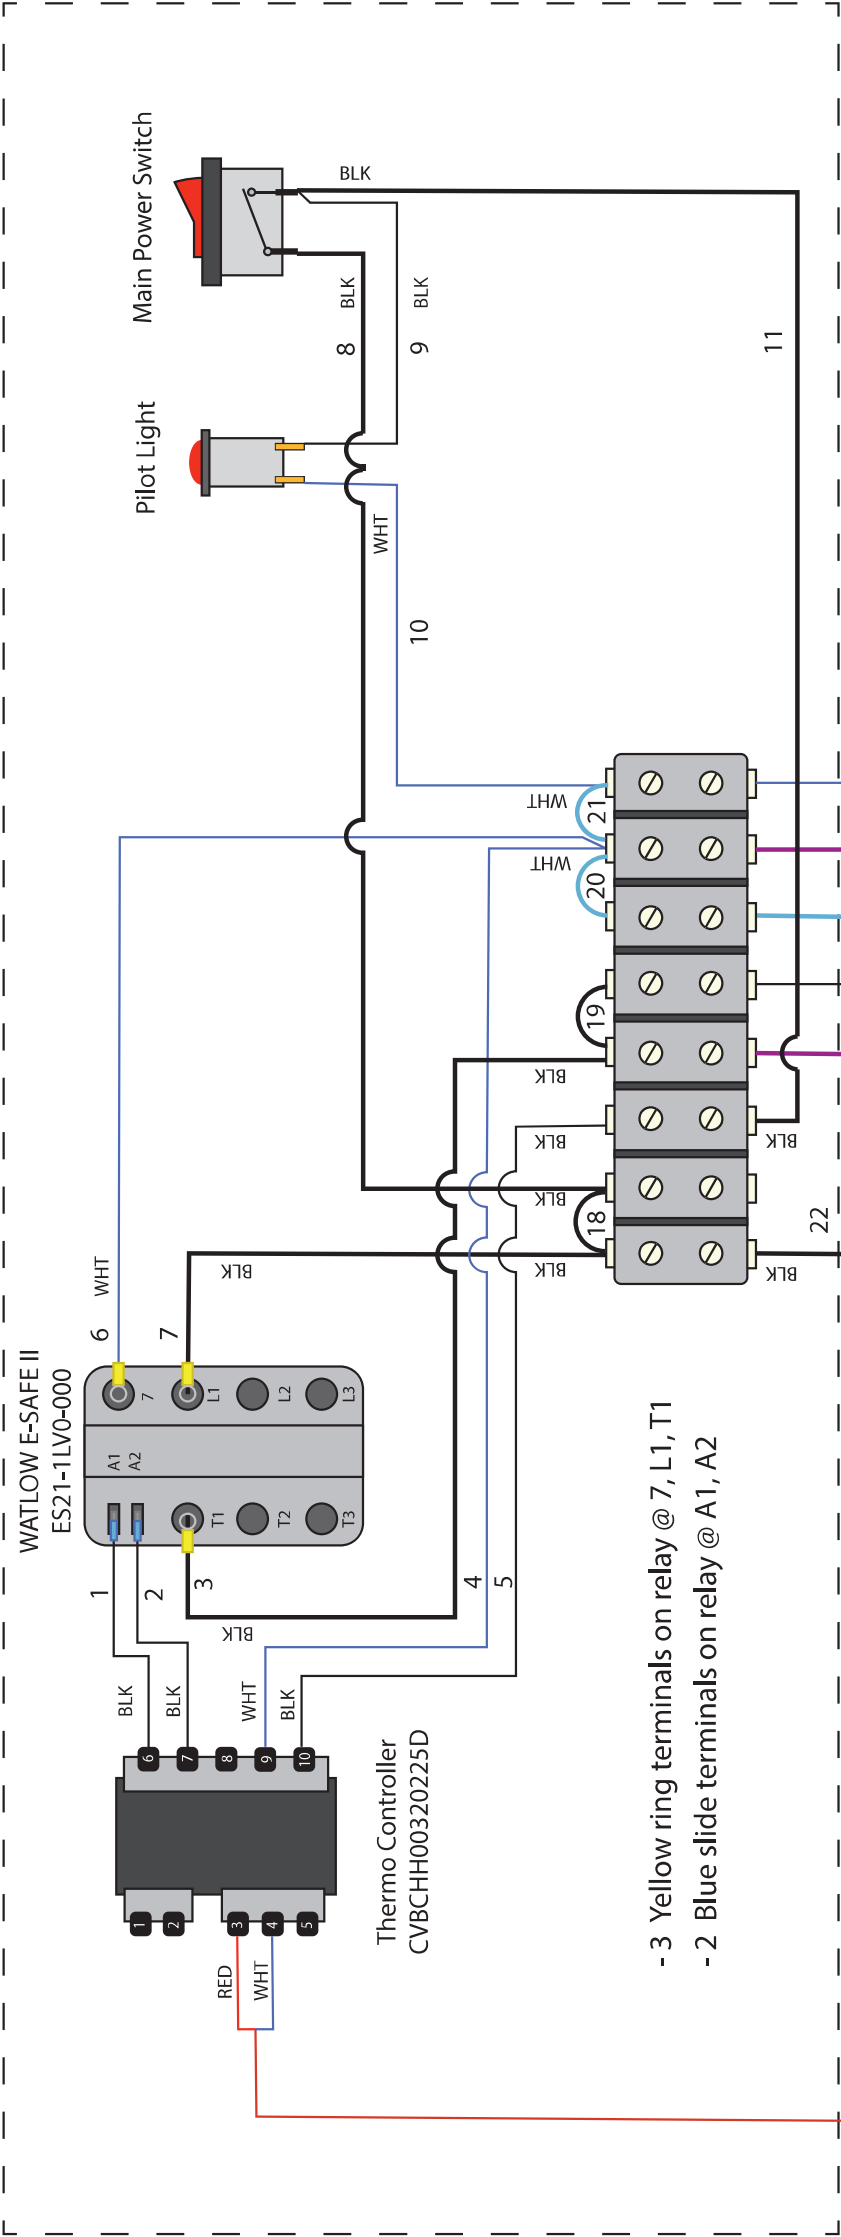 WATLOW E-SAFE II
ES21-1LV0-000
Main Power Switch
Pilot Light
Thermo Controller
CVBCHH00320225D
1
2
3
4
5
6
7
8
9
10
RED
WHT
BLK
BLK
WHT
BLK
1
2
3
4
5
BLK
A1
A2
T1
T2
T3
7
L1
L2
L3
6
WHT
7
BLK
8
BLK
9
BLK
10
WHT
BLK
11
BLK
BLK
BLK
BLK
WHT
WHT
18
19
20
21
BLK
BLK
22
- 3 Yellow ring terminals on relay @ 7, L1, T1
- 2 Blue slide terminals on relay @ A1, A2